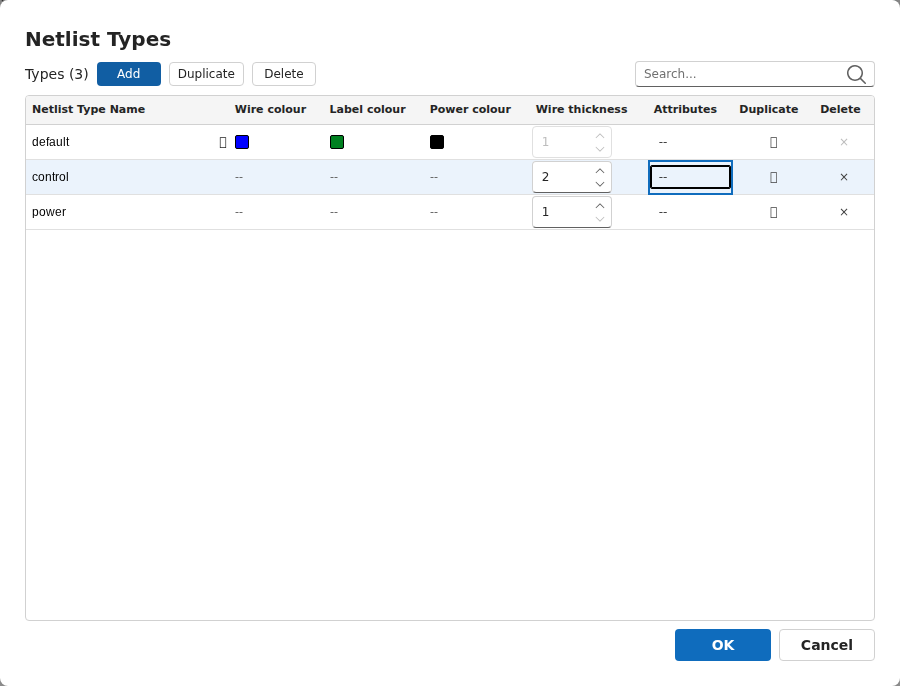 Netlist Types
Types (3) Add Duplicate Delete Search...
Netlist Type Name Wire colour Label colour Power colour Wire thickness Attributes Duplicate Delete
default 1 -- ×
control -- -- -- 2 -- ×
power -- -- -- 1 -- ×
OK Cancel